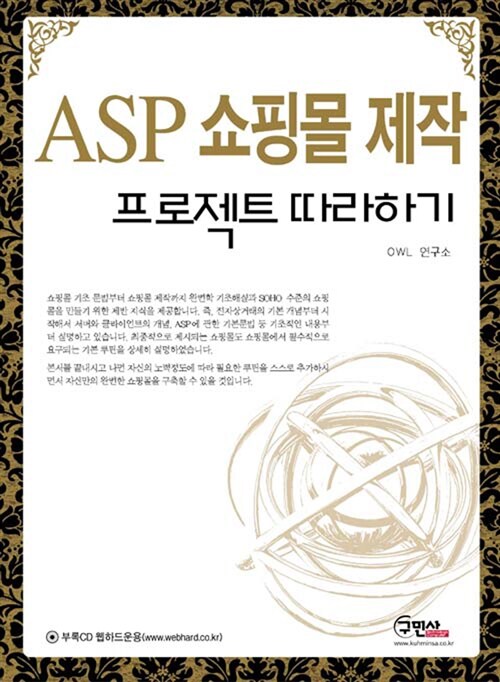 ASP 쇼핑몰 제작
프로젝트 따라하기
OWL 연구소
쇼핑몰 기초 문법부터 쇼핑몰 제작까지 완변학 기초해설과 SOHO 수준의 쇼핑
몰을 만들기 위한 제반 지식을 제공합니다. 즉, 전자상거래의 기본 개념부터 시
작해서 서버와 클라이언트의 개념, ASP에 관한 기본문법 등 기초적인 내용부
터 설명하고 있습니다. 최종적으로 제시되는 쇼핑몰도 쇼핑몰에서 필수적으로
요구되는 기본 루틴을 상세히 설명하였습니다.
본서를 끝내시고 나면 자신의 노력정도에 따라 필요한 루틴을 스스로 추가하시
면서 자신만의 완변한 쇼핑몰을 구축할 수 있을 것입니다.
부록CD 웹하드운용(www.webhard.co.kr)
구민사
www.kuhminsa.co.kr